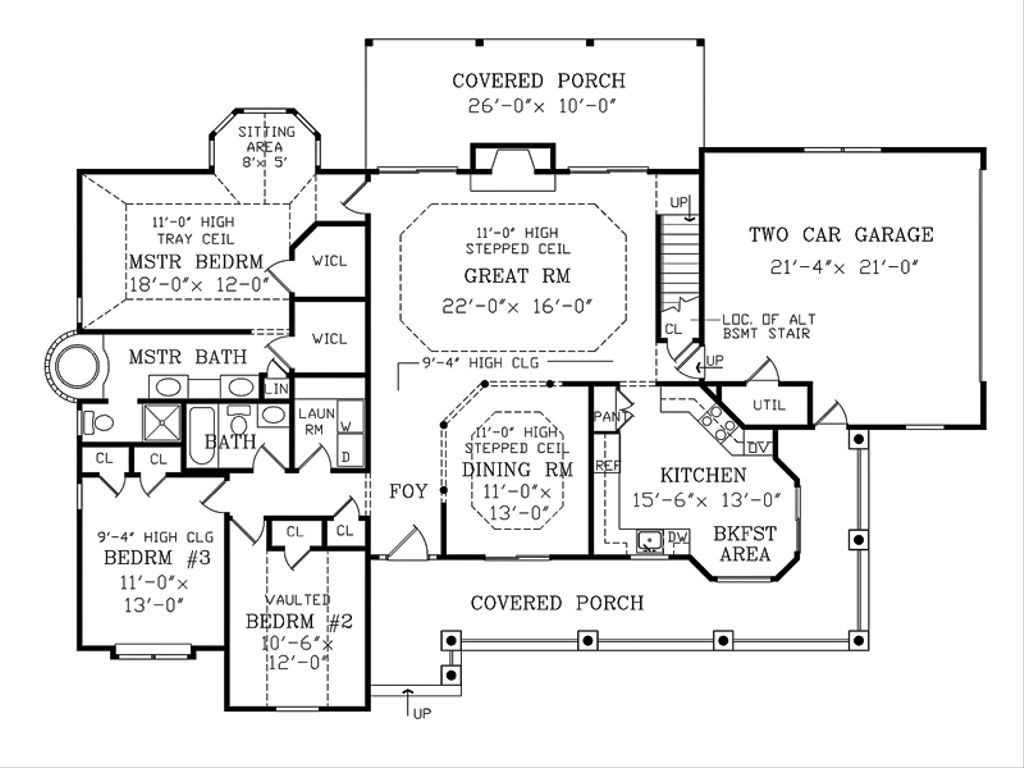 COVERED PORCH
26'-0"x 10'-0"
SITTING
AREA
8'x 5'
11'-0" HIGH
TRAY CEIL
MSTR BEDRM
18'-0"x 12'-0"
WICL
WICL
11'-0" HIGH
STEPPED CEIL
GREAT RM
22'-0"x 16'-0"
UP
TWO CAR GARAGE
21'-4"x 21'-0"
LOC. OF ALT
BSMT STAIR
CL
UP
9'-4" HIGH CLG
MSTR BATH
LIN
UTIL
LAUN
RM
W
D
BATH
PANT
REF
OV
11'-0" HIGH
STEPPED CEIL
DINING RM
11'-0"x
13'-0"
KITCHEN
15'-6"x 13'-0"
DW
BKFST
AREA
FOY
CL
CL
CL
CL
9'-4" HIGH CLG
BEDRM #3
11'-0"x
13'-0"
VAULTED
BEDRM #2
10'-6"x
12'-0"
COVERED PORCH
UP